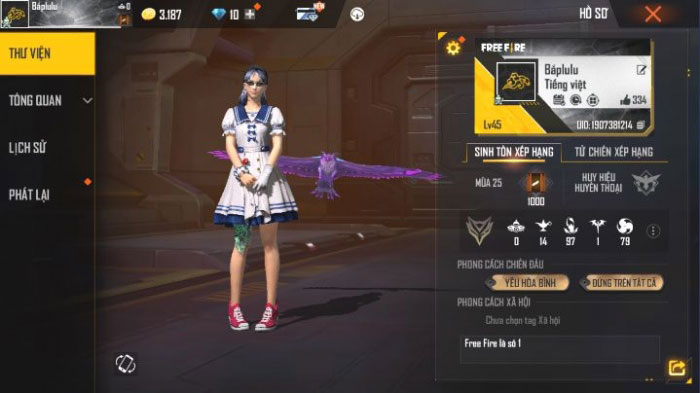 Báplulu
3.187
10
HỒ SƠ
THƯ VIỆN
TỔNG QUAN
LỊCH SỬ
PHÁT LẠI
FREE FIRE
Báplulu
Tiếng việt
334
Lv45
UID:1907381214
SINH TỒN XẾP HẠNG
TỬ CHIẾN XẾP HẠNG
MÙA 25
1000
HUY HIỆU
HUYỀN THOẠI
0 14 97 1 79
PHONG CÁCH CHIẾN ĐẤU
YÊU HÒA BÌNH
ĐỨNG TRÊN TẤT CẢ
PHONG CÁCH XÃ HỘI
Chưa chọn tag Xã hội
Free Fire là số 1